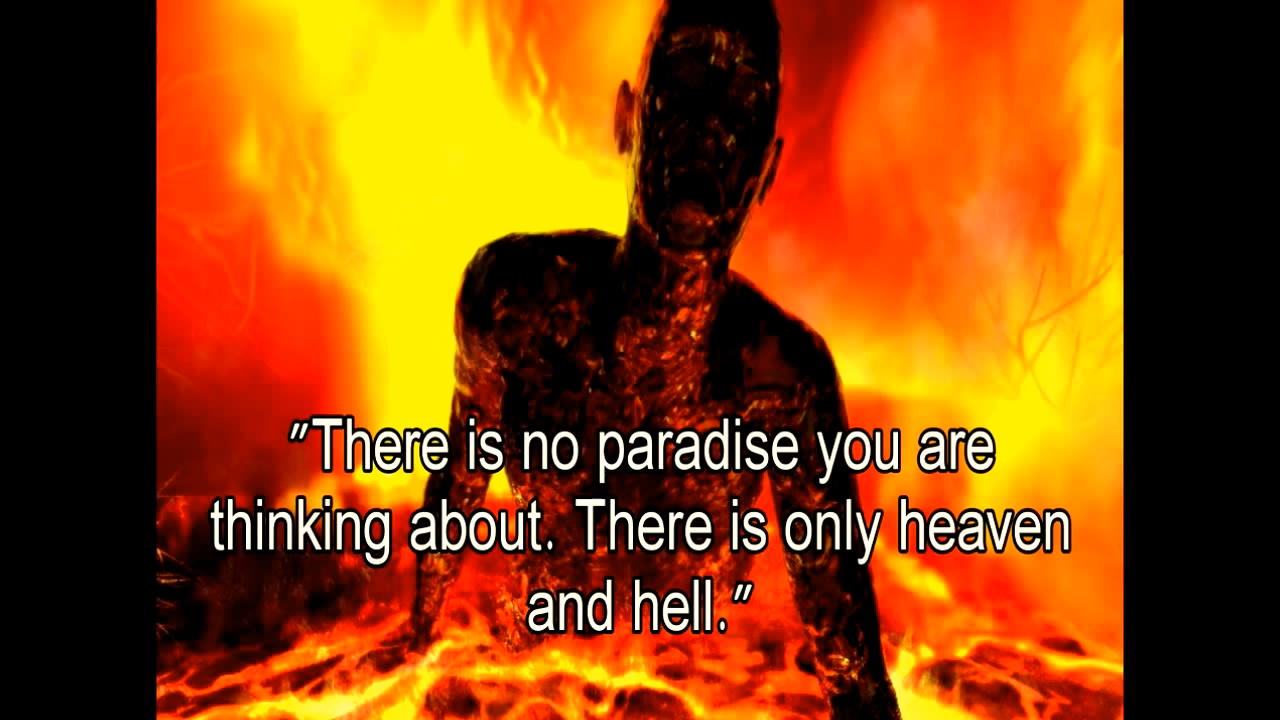 "There is no paradise you are
thinking about. There is only heaven
and hell."